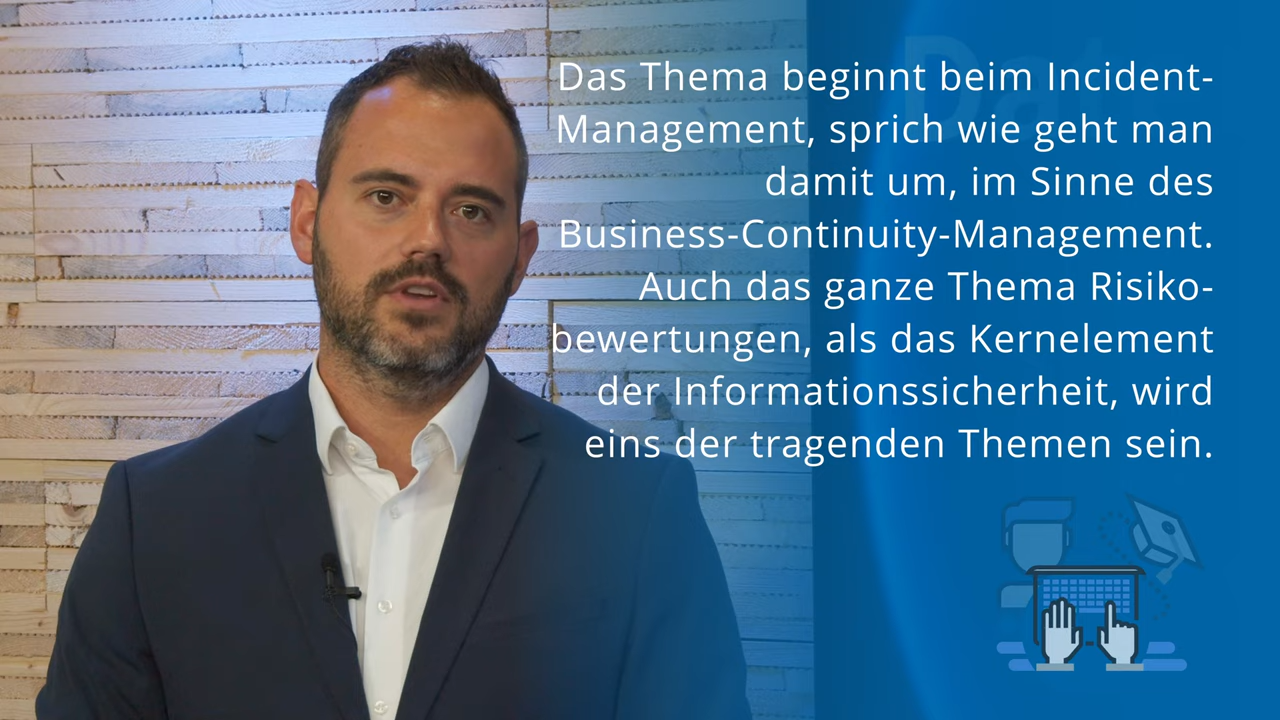 Das Thema beginnt beim Incident-
Management, sprich wie geht man
damit um, im Sinne des
Business-Continuity-Management.
Auch das ganze Thema Risiko-
bewertungen, als das Kernelement
der Informationssicherheit, wird
eins der tragenden Themen sein.